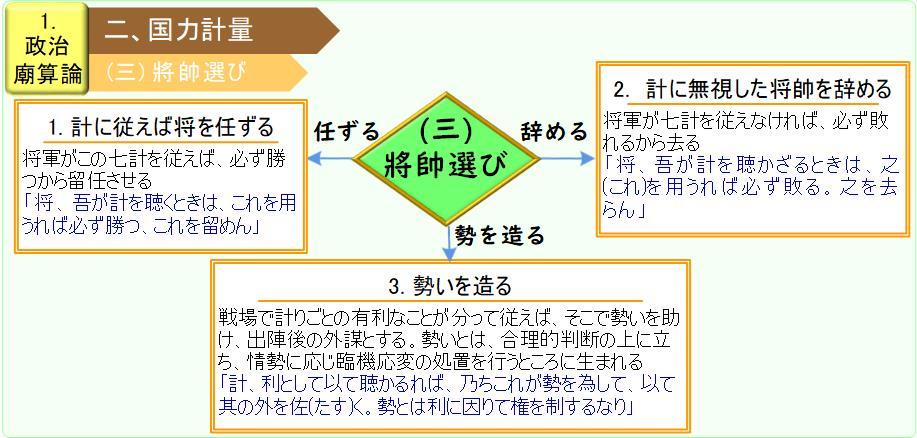 1.
政治
廟算論
二、国力計量
(三)將帥選び
1. 計に従えば将を任ずる
将軍がこの七計を従えば、必ず勝
つから留任させる
「将、吾が計を聴くときは、これを用
うれば必ず勝つ、これを留めん」
任ずる
(三)
將帥選び
辞める
勢を造る
2. 計に無視した将帥を辞める
将軍が七計を従えなければ、必ず敗
れるから去る
「将、吾が計を聴かざるときは、之
(これ)を用うれば必ず敗る。之を去
らん」
3. 勢いを造る
戦場で計りごとの有利なことが分って従えば、そこで勢いを助
け、出陣後の外謀とする。勢いとは、合理的判断の上に立
ち、情勢に応じ臨機応変の処置を行うところに生まれる
「計、利として以て聴かるれば、乃ちこれが勢を為して、以て
其の外を佐(たす)く。勢とは利に因りて権を制するなり」